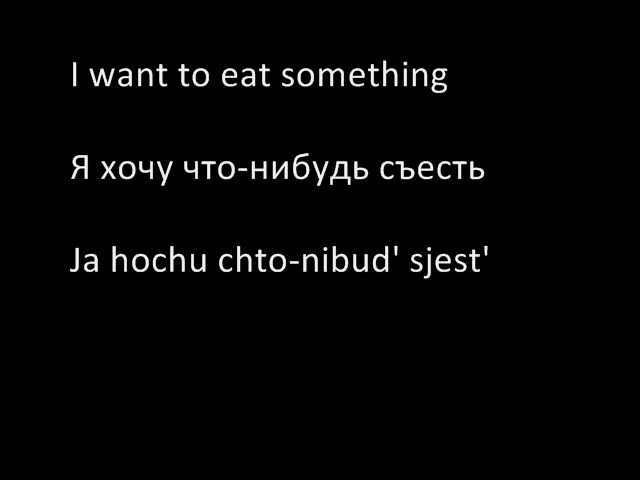 I want to eat something
Я хочу что-нибудь съесть
Ja hochu chto-nibud' sjest'